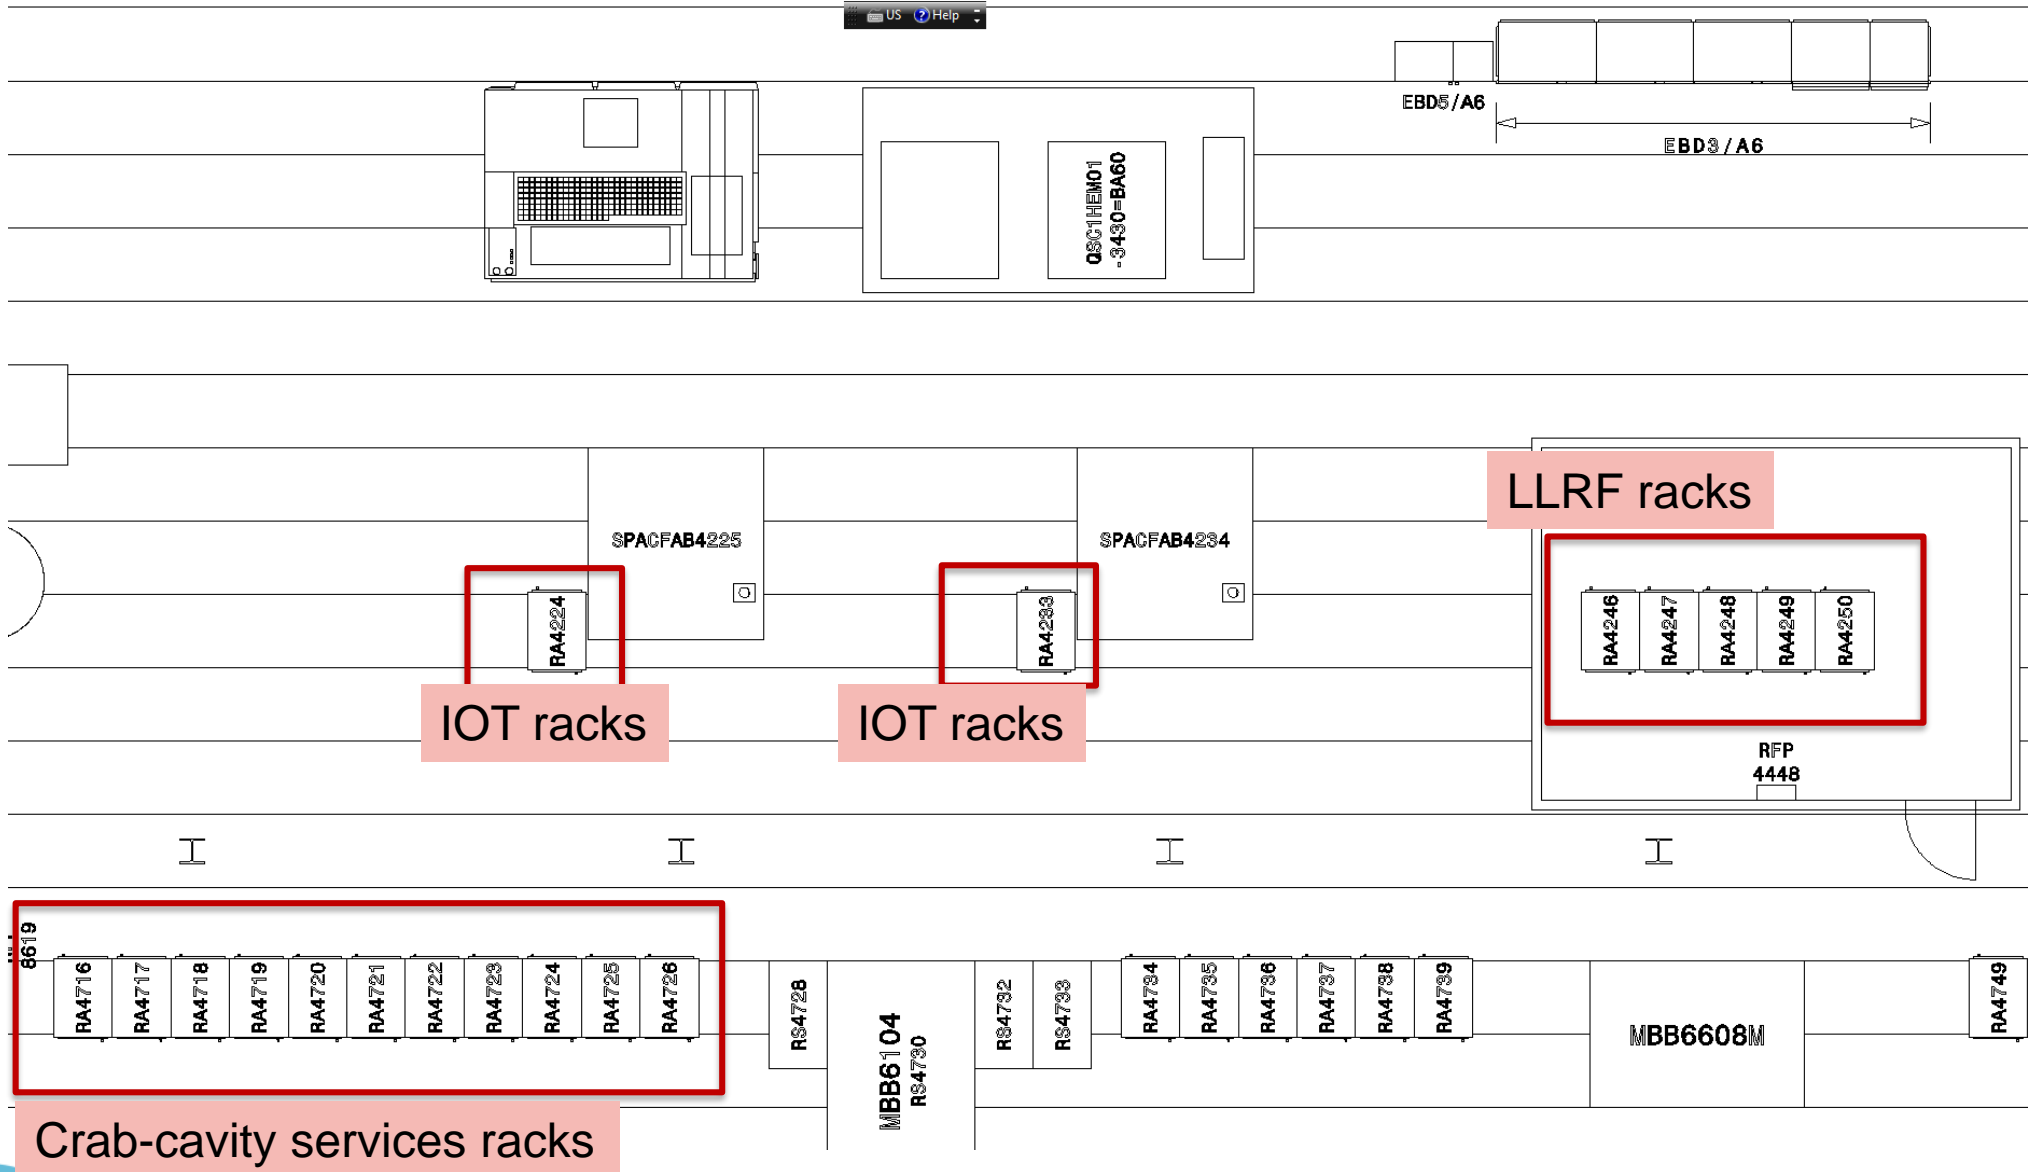 US Help
EBD5/A6
EBD3/A6
QSC1HEM01
-3430=BA60
LLRF racks
SPACFAB4225
SPACFAB4234
RA4224
RA4233
RA4246
RA4247
RA4248
RA4249
RA4250
IOT racks
IOT racks
RFP
4448
8619
RA4716
RA4717
RA4718
RA4719
RA4720
RA4721
RA4722
RA4723
RA4724
RA4725
RA4726
RS4728
MBB6104
RS4730
RS4732
RS4733
RA4734
RA4735
RA4736
RA4737
RA4738
RA4739
MBB6608M
RA4749
Crab-cavity services racks